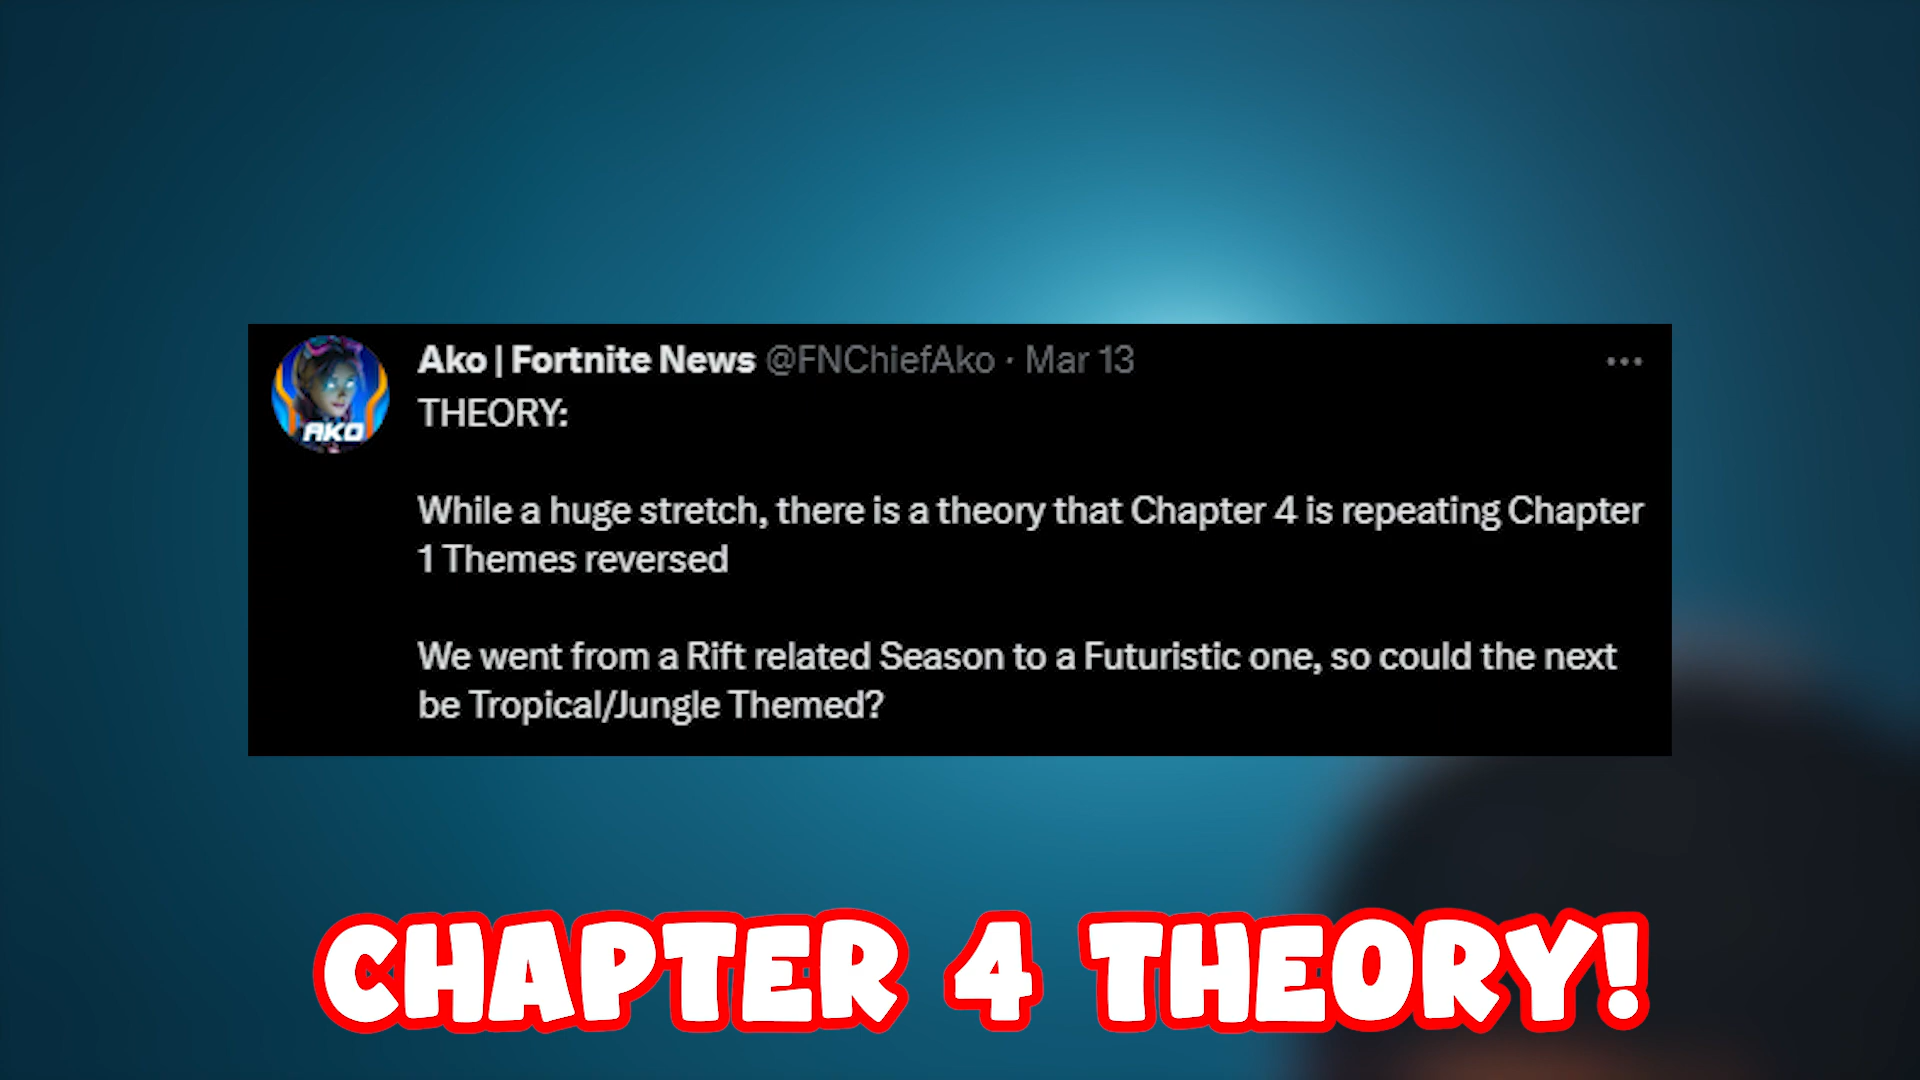 Ako | Fortnite News @FNChiefAko · Mar 13
THEORY:
AKO
While a huge stretch, there is a theory that Chapter 4 is repeating Chapter
1 Themes reversed
We went from a Rift related Season to a Futuristic one, so could the next
be Tropical/Jungle Themed?
CHAPTER 4 THEORY!